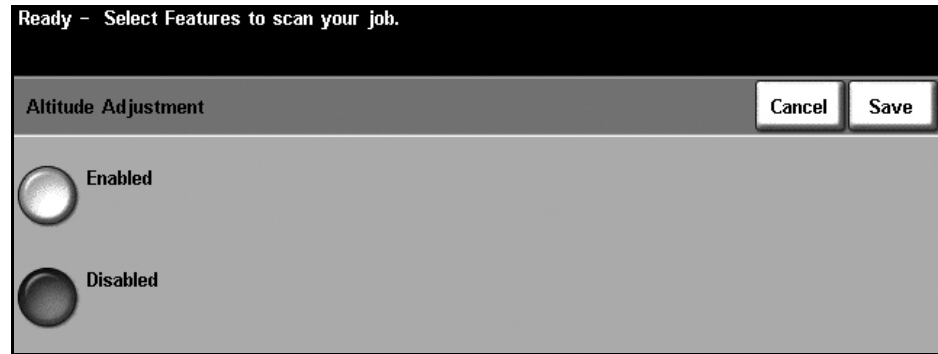 Ready - Select Features to scan your job.
Altitude Adjustment
Cancel
Save
Enabled
Disabled